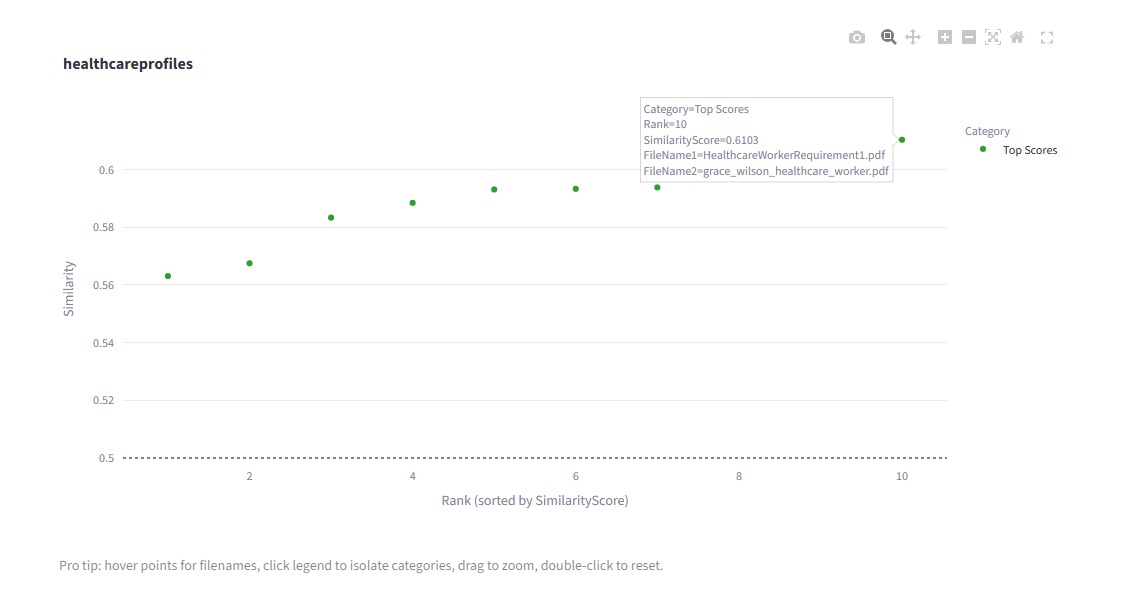 healthcareprofiles
Category=Top Scores
Rank=10
SimilarityScore=0.6103
FileName1=HealthcareWorkerRequirement1.pdf
FileName2=grace_wilson_healthcare_worker.pdf
Category
Top Scores
0.6
0.58
0.56
0.54
0.52
0.5
Similarity
2 4 6 8 10
Rank (sorted by SimilarityScore)
Pro tip: hover points for filenames, click legend to isolate categories, drag to zoom, double-click to reset.